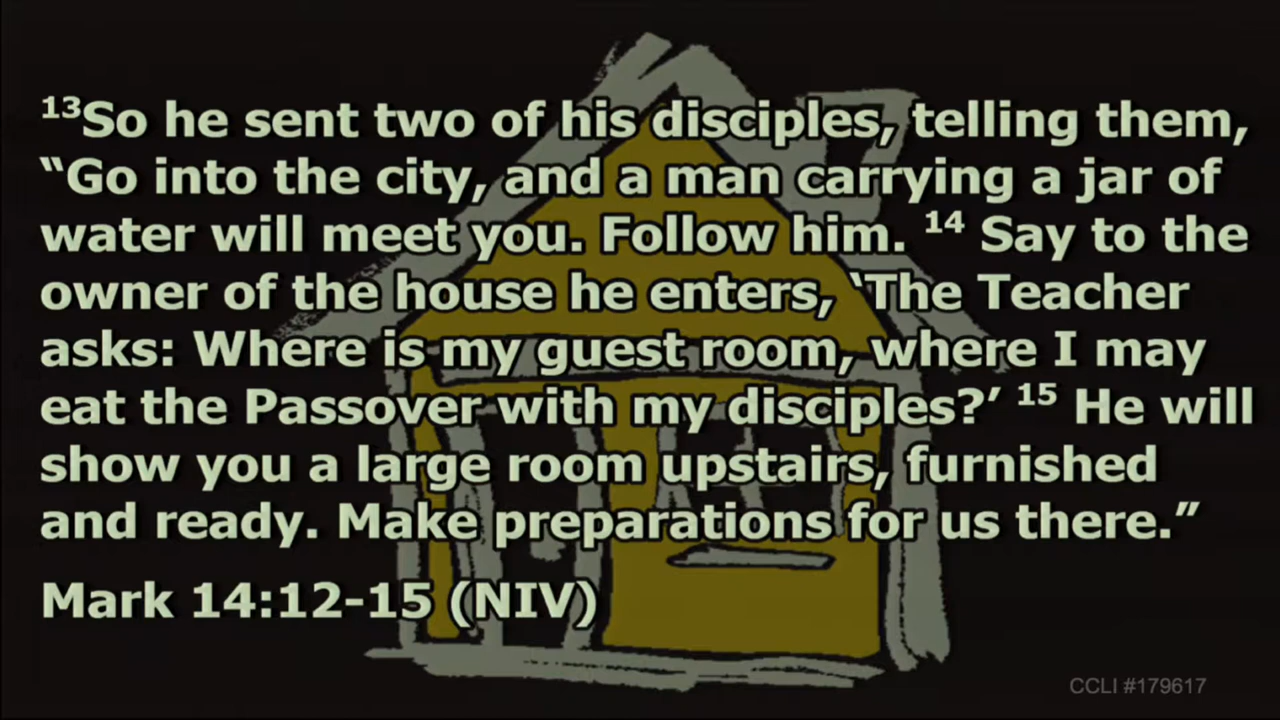 ¹³So he sent two of his disciples, telling them,
“Go into the city, and a man carrying a jar of
water will meet you. Follow him. ¹⁴ Say to the
owner of the house he enters, ‘The Teacher
asks: Where is my guest room, where I may
eat the Passover with my disciples?’ ¹⁵ He will
show you a large room upstairs, furnished
and ready. Make preparations for us there.”
Mark 14:12-15 (NIV)
CCLI #179617